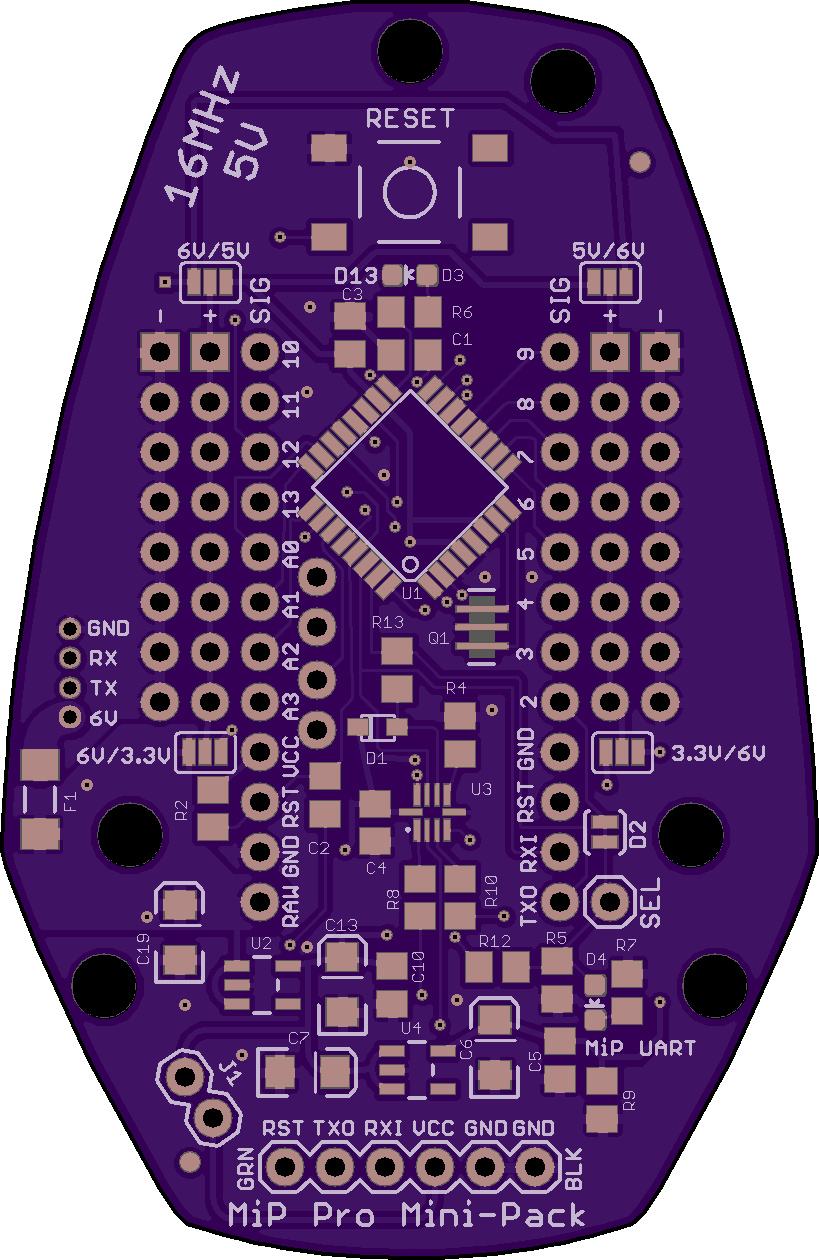 16MHz
5V
RESET
6V/5V
5V/6V
D13
D3
C3
R6
C1
SIG
SIG
-
+
+
-
10
11
12
13
A0
A1
A2
A3
VCC
RST
GND
RAW
9
8
7
6
5
4
3
2
GND
RST
RXI
TXO
U1
R13
Q1
GND
RX
TX
6V
R4
6V/3.3V
3.3V/6V
D1
F1
R2
U3
C2
C4
D2
R8
R10
SEL
C19
U2
C13
C10
R12
R5
D4
R7
U4
C7
C6
C5
MiP UART
J1
R9
RST TXO RXI VCC GND GND
GRN
BLK
MiP Pro Mini-Pack